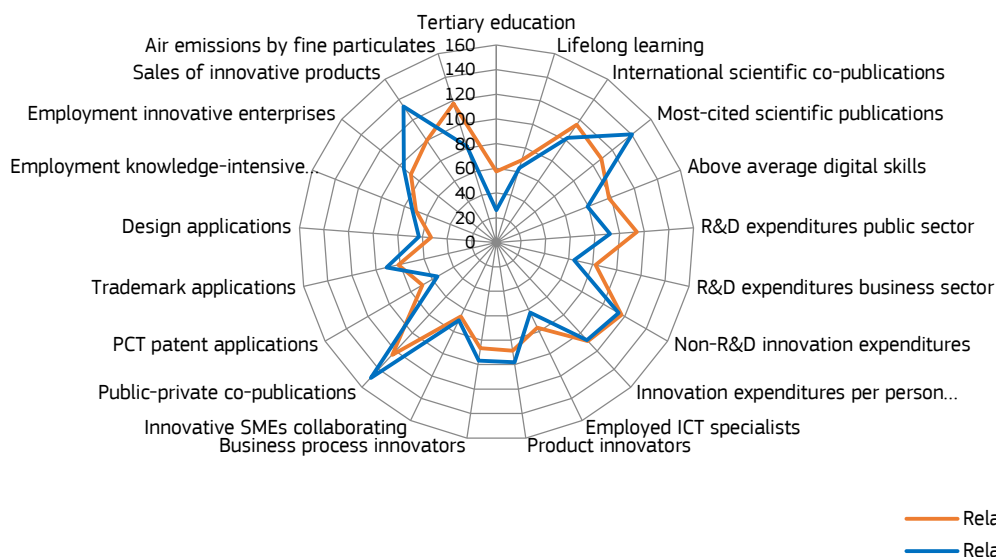 Tertiary education
Lifelong learning
International scientific co-publications
Most-cited scientific publications
Above average digital skills
R&D expenditures public sector
R&D expenditures business sector
Non-R&D innovation expenditures
Innovation expenditures per person...
Employed ICT specialists
Product innovators
Business process innovators
Innovative SMEs collaborating
Public-private co-publications
PCT patent applications
Trademark applications
Design applications
Employment knowledge-intensive...
Employment innovative enterprises
Sales of innovative products
Air emissions by fine particulates
160
140
120
100
80
60
40
20
0
Rela
Rela